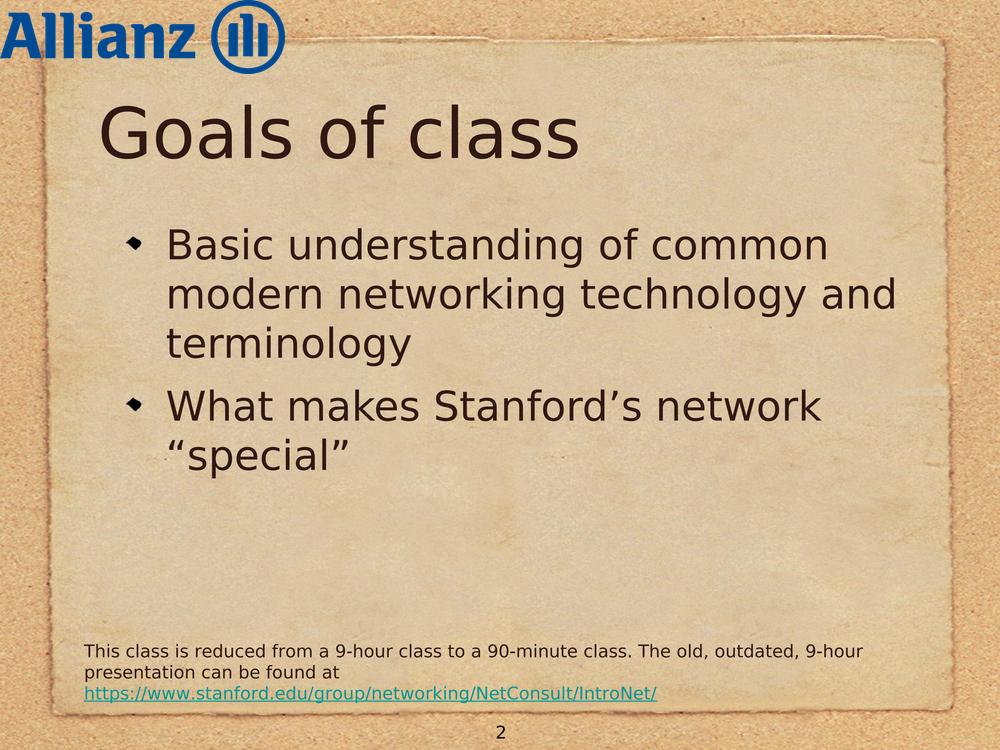 Allianz
Goals of class
Basic understanding of common
modern networking technology and
terminology
What makes Stanford’s network
“special”
This class is reduced from a 9-hour class to a 90-minute class. The old, outdated, 9-hour
presentation can be found at
https://www.stanford.edu/group/networking/NetConsult/IntroNet/
2